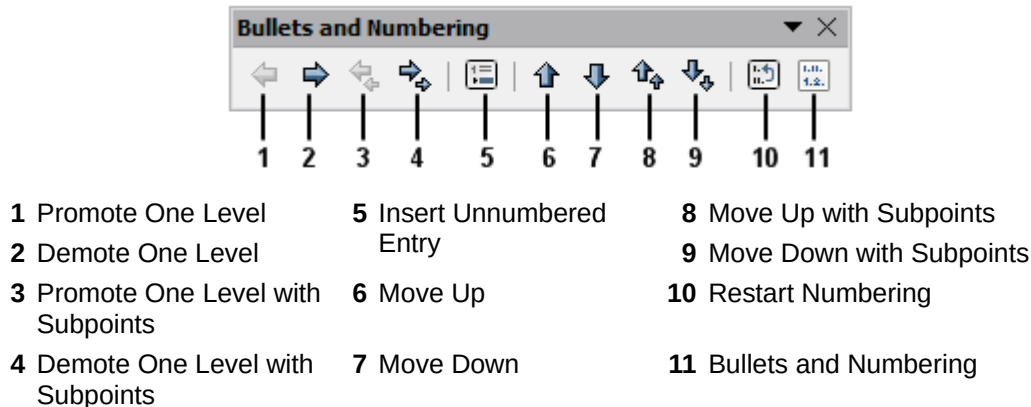 Bullets and Numbering
1 2 3 4 5 6 7 8 9 10 11
1 Promote One Level
2 Demote One Level
3 Promote One Level with
Subpoints
4 Demote One Level with
Subpoints
5 Insert Unnumbered
Entry
6 Move Up
7 Move Down
8 Move Up with Subpoints
9 Move Down with Subpoints
10 Restart Numbering
11 Bullets and Numbering